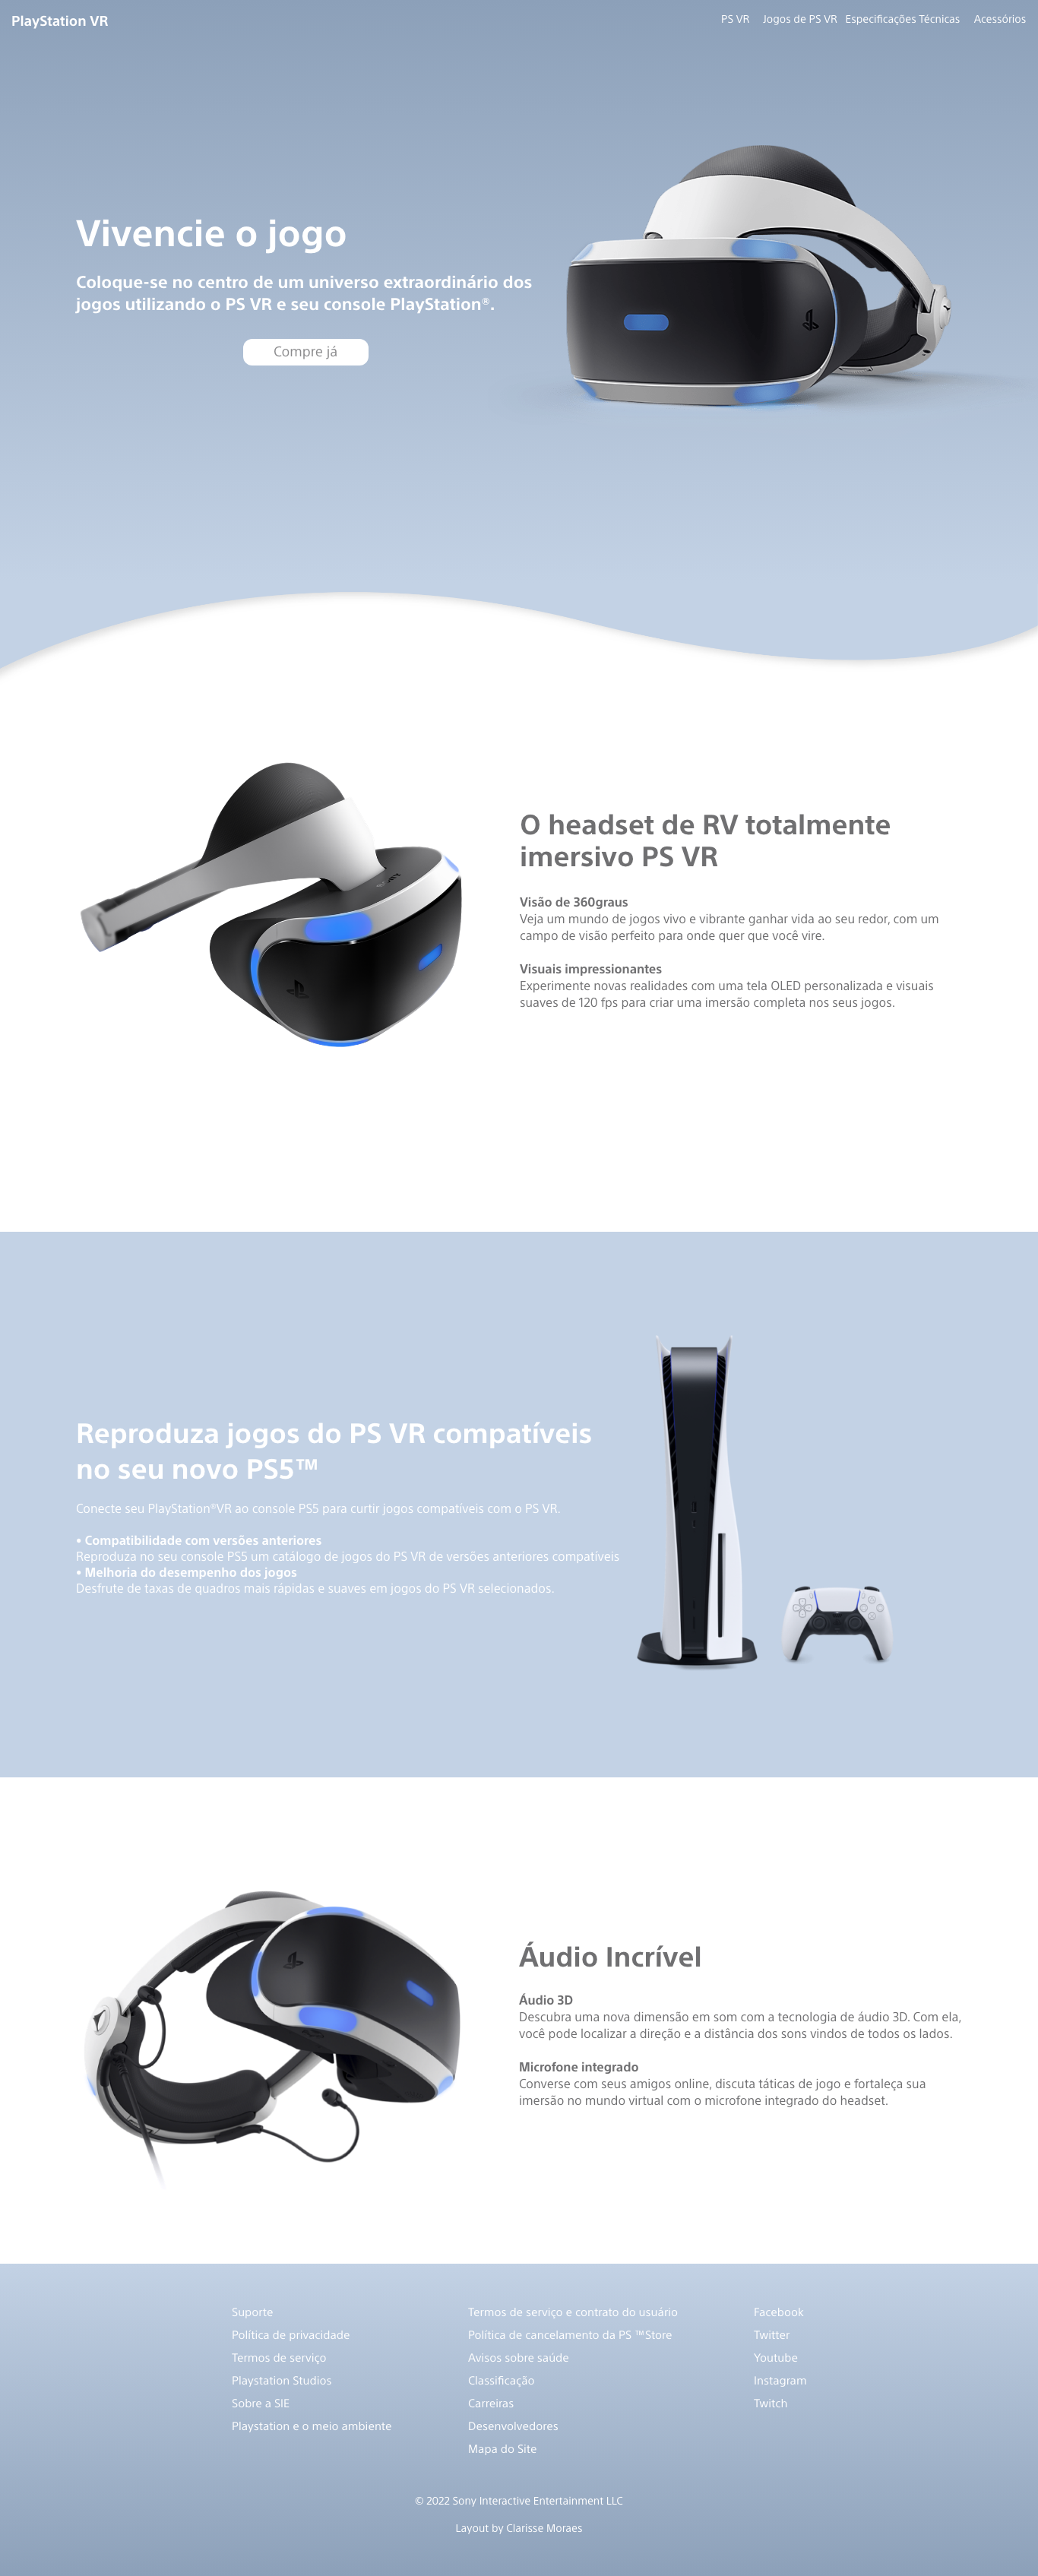 PlayStation VR
PS VR Jogos de PS VR Especificações Técnicas Acessórios
Vivencie o jogo
Coloque-se no centro de um universo extraordinário dos
jogos utilizando o PS VR e seu console PlayStation®.
Compre já
O headset de RV totalmente
imersivo PS VR
Visão de 360graus
Veja um mundo de jogos vivo e vibrante ganhar vida ao seu redor, com um
campo de visão perfeito para onde quer que você vire.
Visuais impressionantes
Experimente novas realidades com uma tela OLED personalizada e visuais
suaves de 120 fps para criar uma imersão completa nos seus jogos.
Reproduza jogos do PS VR compatíveis
no seu novo PS5™
Conecte seu PlayStation®VR ao console PS5 para curtir jogos compatíveis com o PS VR.
• Compatibilidade com versões anteriores
Reproduza no seu console PS5 um catálogo de jogos do PS VR de versões anteriores compatíveis
• Melhoria do desempenho dos jogos
Desfrute de taxas de quadros mais rápidas e suaves em jogos do PS VR selecionados.
Áudio Incrível
Áudio 3D
Descubra uma nova dimensão em som com a tecnologia de áudio 3D. Com ela,
você pode localizar a direção e a distância dos sons vindos de todos os lados.
Microfone integrado
Converse com seus amigos online, discuta táticas de jogo e fortaleça sua
imersão no mundo virtual com o microfone integrado do headset.
Suporte
Política de privacidade
Termos de serviço
Playstation Studios
Sobre a SIE
Playstation e o meio ambiente
Termos de serviço e contrato do usuário
Política de cancelamento da PS ™Store
Avisos sobre saúde
Classificação
Carreiras
Desenvolvedores
Mapa do Site
Facebook
Twitter
Youtube
Instagram
Twitch
© 2022 Sony Interactive Entertainment LLC
Layout by Clarisse Moraes